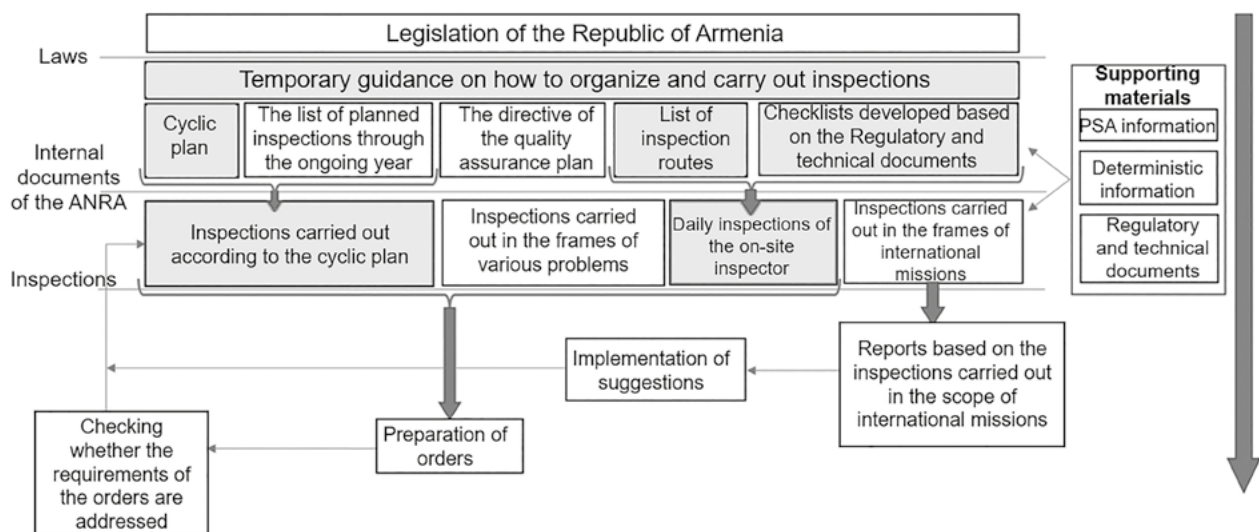 Legislation of the Republic of Armenia
Laws
Temporary guidance on how to organize and carry out inspections
Supporting
materials
PSA information
Deterministic
information
Regulatory
and technical
documents
Internal
documents
of the ANRA
Cyclic
plan
The list of planned
inspections through
the ongoing year
The directive of
the quality
assurance plan
List of
inspection
routes
Checklists developed based
on the Regulatory and
technical documents
Inspections
Inspections carried out
according to the cyclic plan
Inspections carried
out in the frames of
various problems
Daily inspections of
the on-site
inspector
Inspections carried
out in the frames of
international
missions
Implementation of
suggestions
Reports based on the
inspections carried out
in the scope of
international missions
Preparation of
orders
Checking
whether the
requirements of
the orders are
addressed